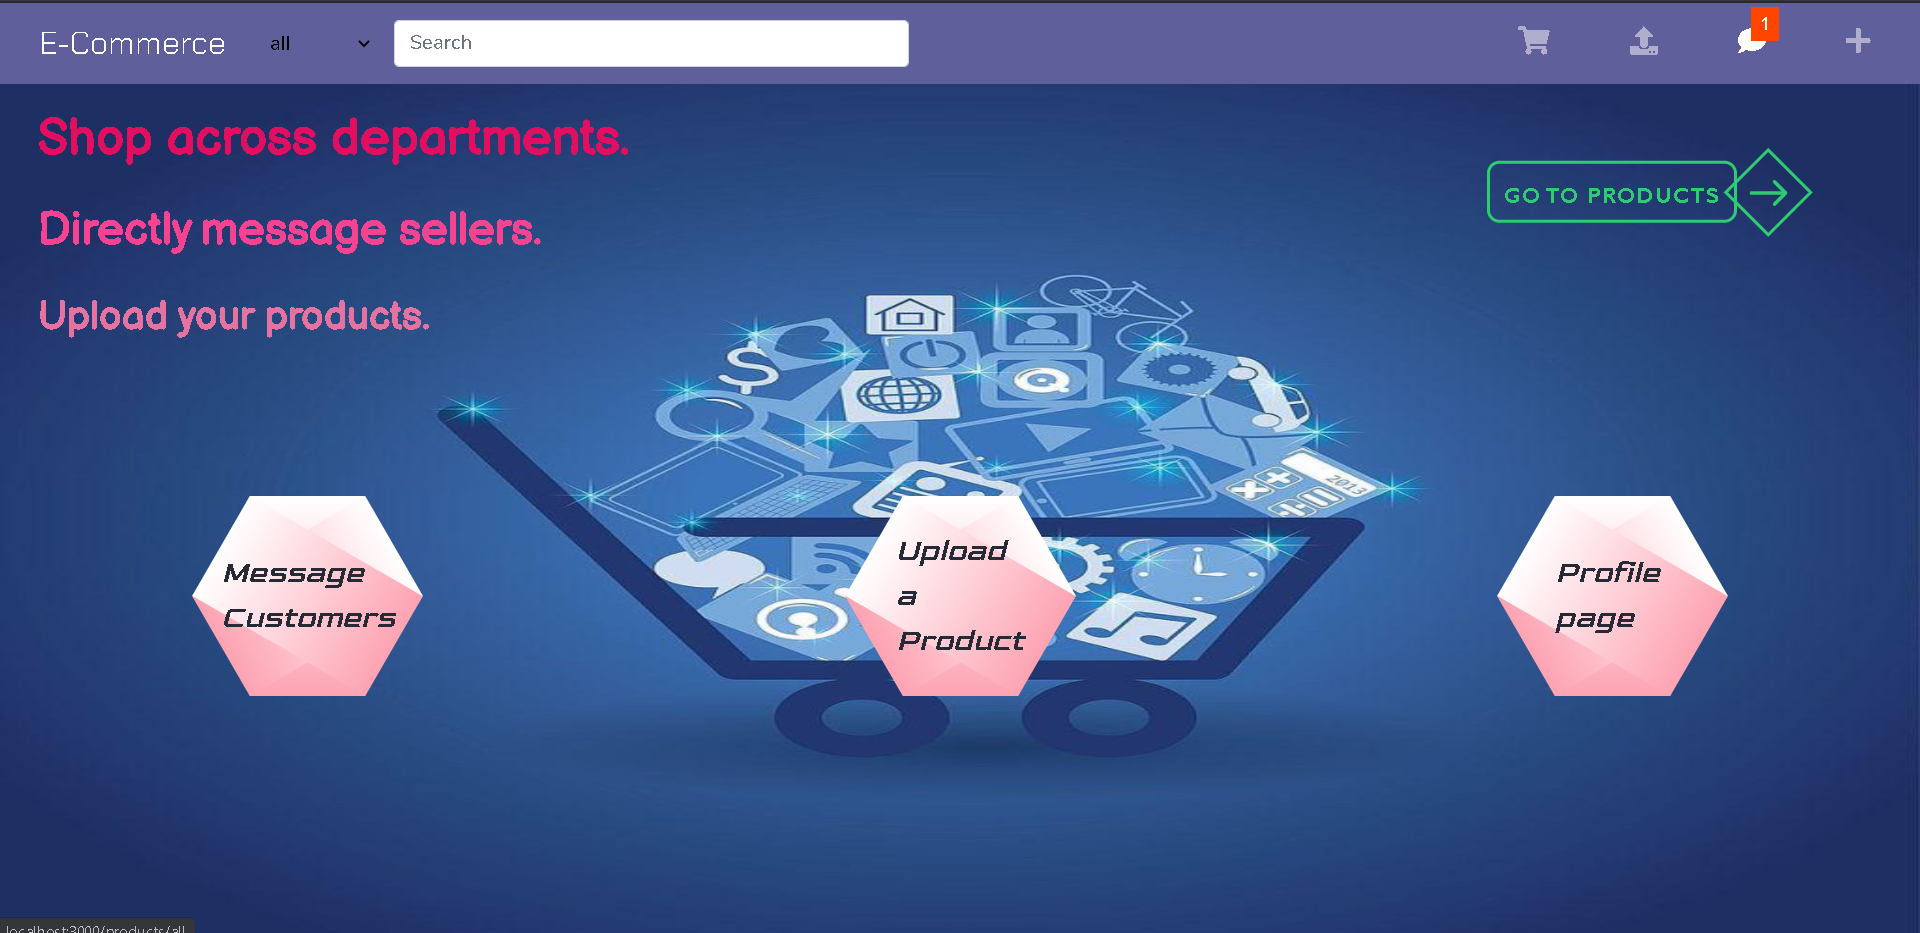 E-Commerce
all
Search
1
Shop across departments.
GO TO PRODUCTS
Directly message sellers.
Upload your products.
2013
Message
Customers
Upload
a
Product
Profile
page
localhost:3000/products/all